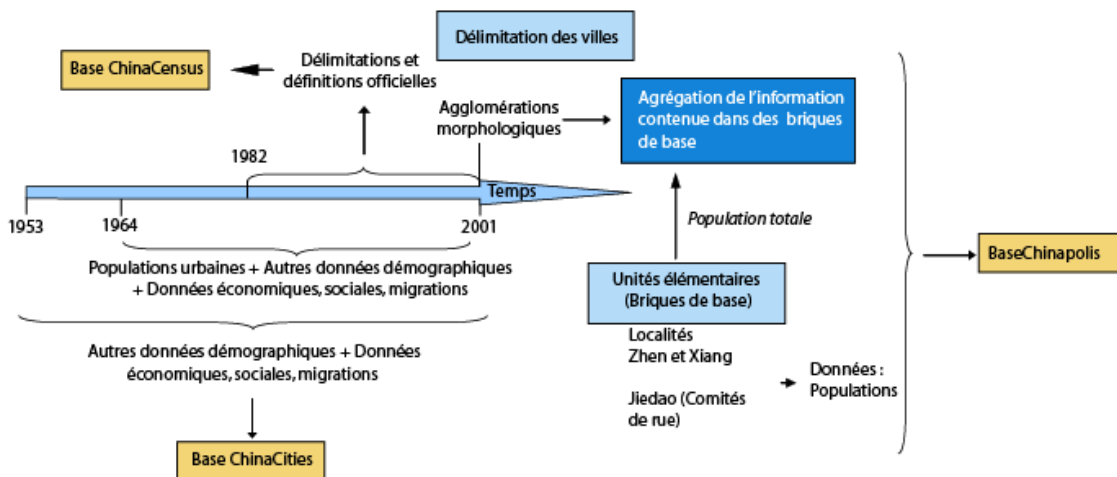 Délimitation des villes
Base ChinaCensus
Délimitations et
définitions officielles
Agglomérations
morphologiques
Agrégation de l'information
contenue dans des briques
de base
1982
Temps
1953
1964
2001
Population totale
Populations urbaines + Autres données démographiques
+ Données économiques, sociales, migrations
BaseChinapolis
Unités élémentaires
(Briques de base)
Localités
Zhen et Xiang
Autres données démographiques + Données
économiques, sociales, migrations
Données :
Populations
Jiedao (Comités
de rue)
Base ChinaCities